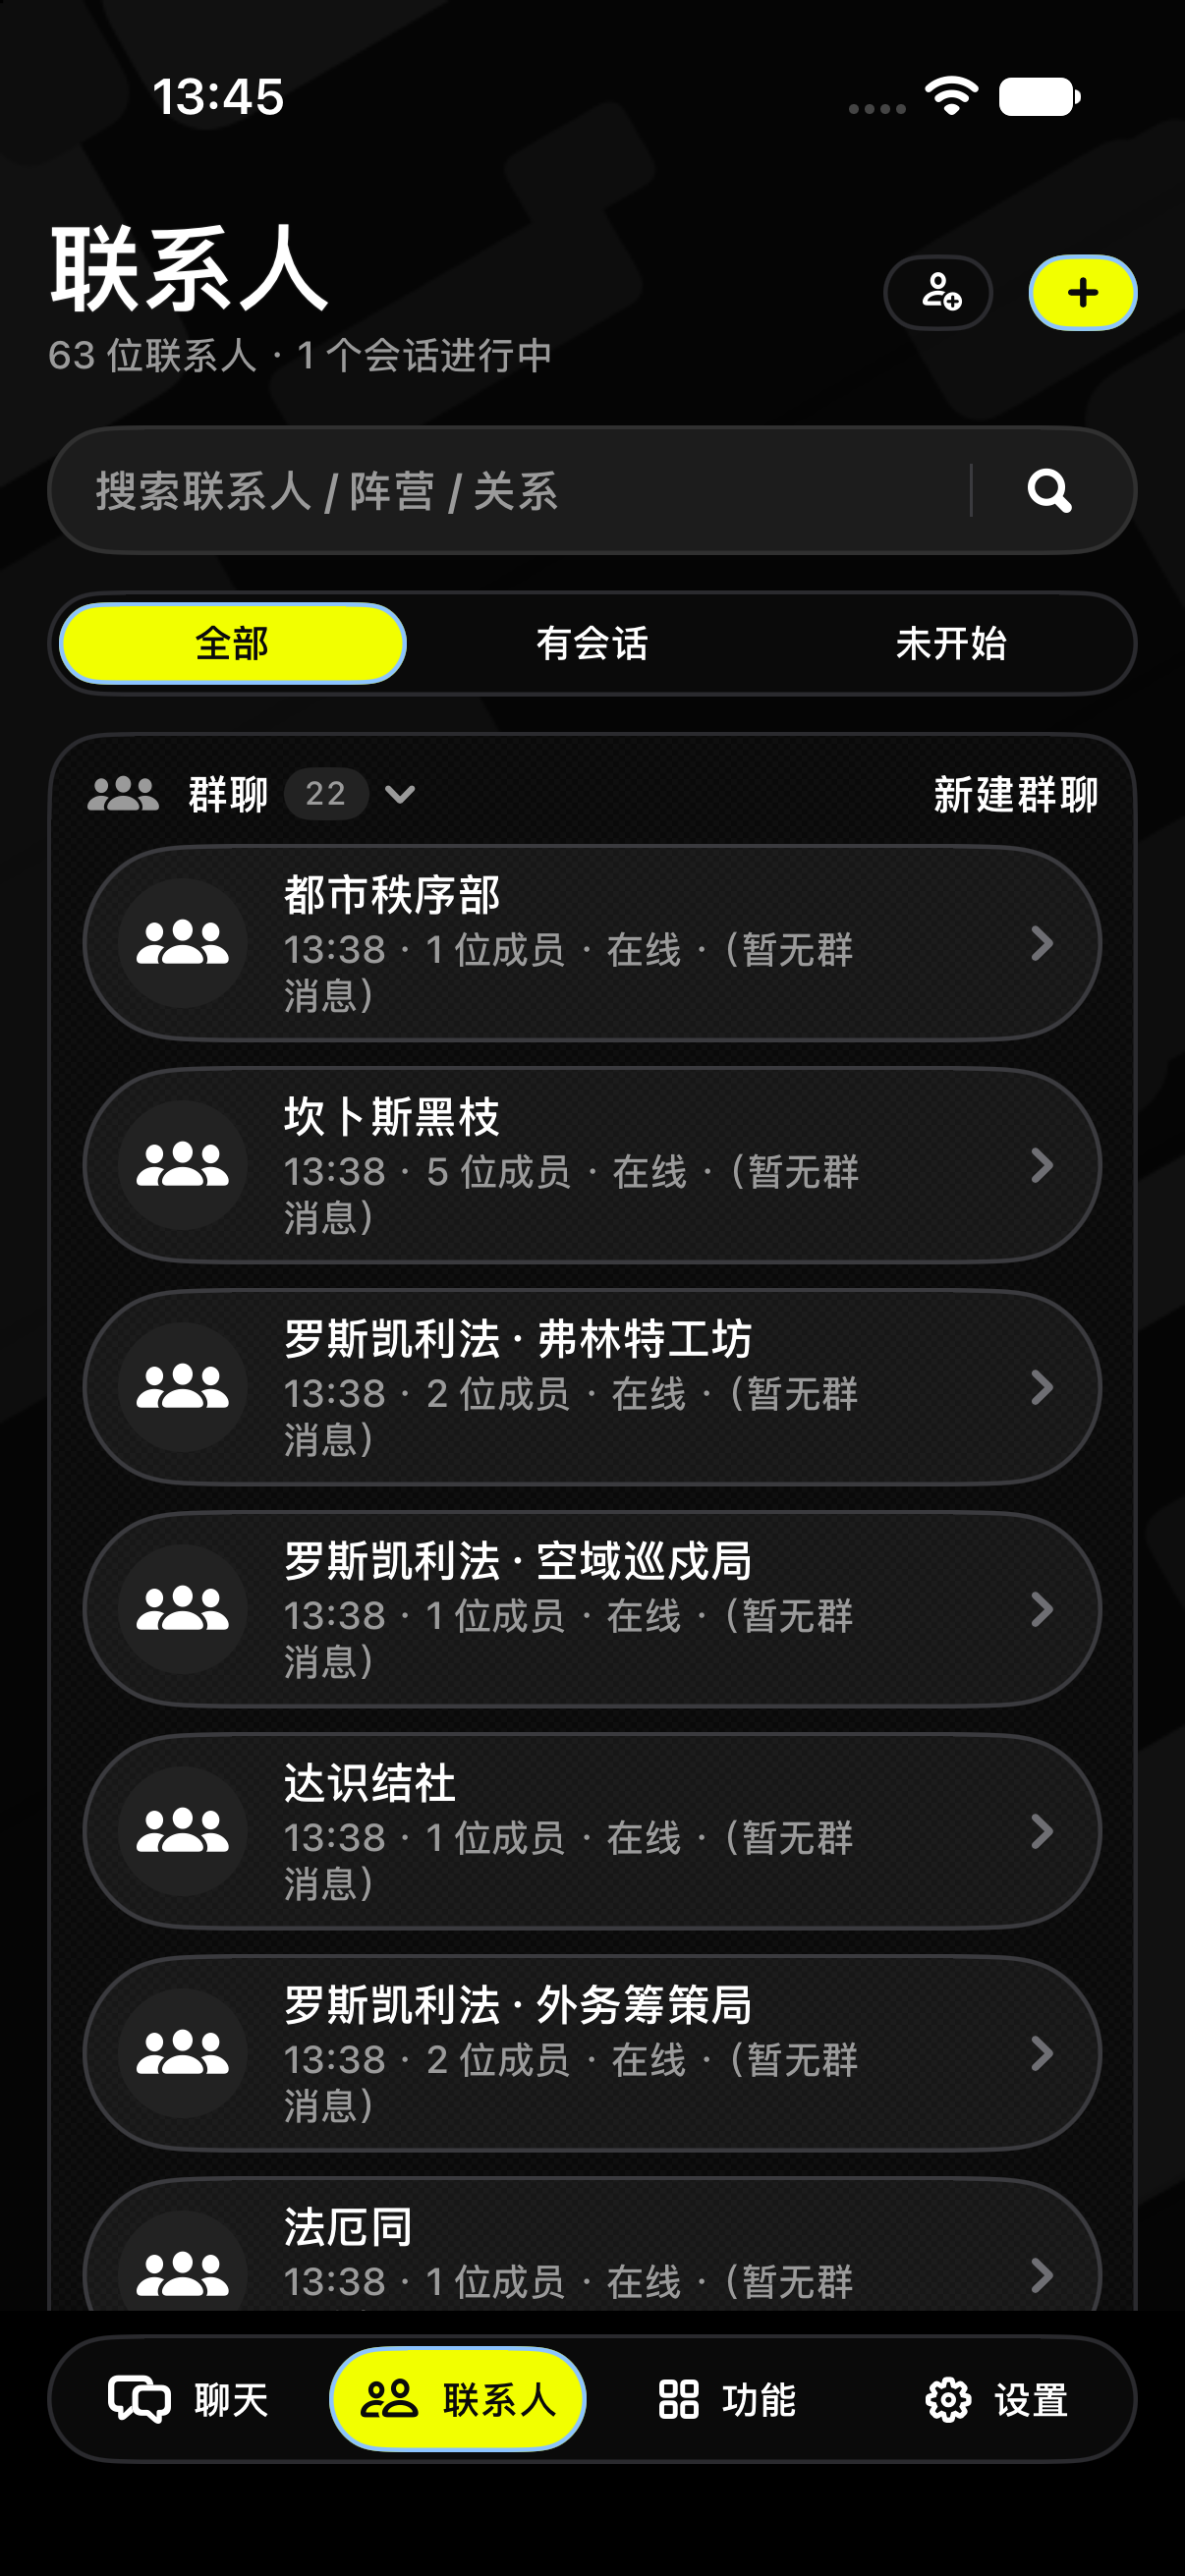 13:45
联系人
63 位联系人 · 1 个会话进行中
搜索联系人 / 阵营 / 关系
全部
有会话
未开始
群聊 22
新建群聊
都市秩序部
13:38 · 1 位成员 · 在线 · （暂无群
消息）
坎卜斯黑枝
13:38 · 5 位成员 · 在线 · （暂无群
消息）
罗斯凯利法 · 弗林特工坊
13:38 · 2 位成员 · 在线 · （暂无群
消息）
罗斯凯利法 · 空域巡戍局
13:38 · 1 位成员 · 在线 · （暂无群
消息）
达识结社
13:38 · 1 位成员 · 在线 · （暂无群
消息）
罗斯凯利法 · 外务筹策局
13:38 · 2 位成员 · 在线 · （暂无群
消息）
法厄同
13:38 · 1 位成员 · 在线 · （暂无群
聊天
联系人
功能
设置